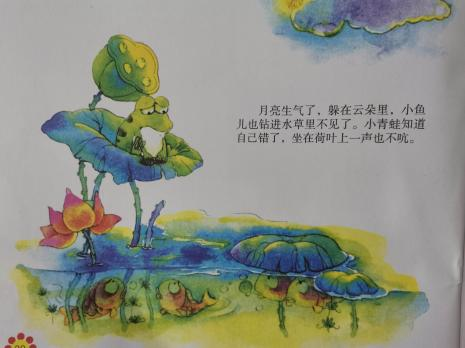 月亮生气了，躲在云朵里，小鱼
儿也钻进水草里不见了。小青蛙知道
自己错了，坐在荷叶上一声也不吭。